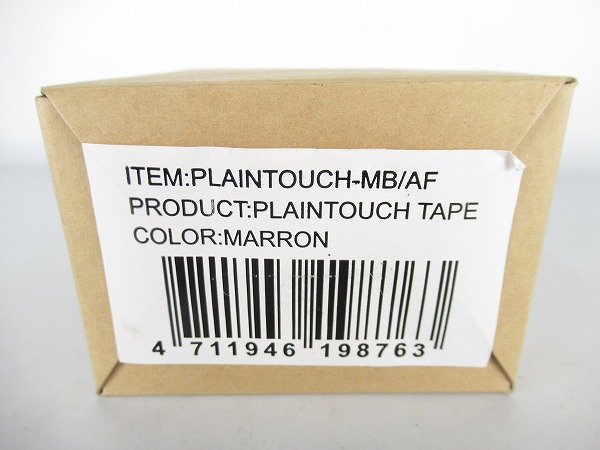 ITEM:PLAINTOUCH-MB/AF
PRODUCT:PLAINTOUCH TAPE
COLOR:MARRON
4 711946 198763